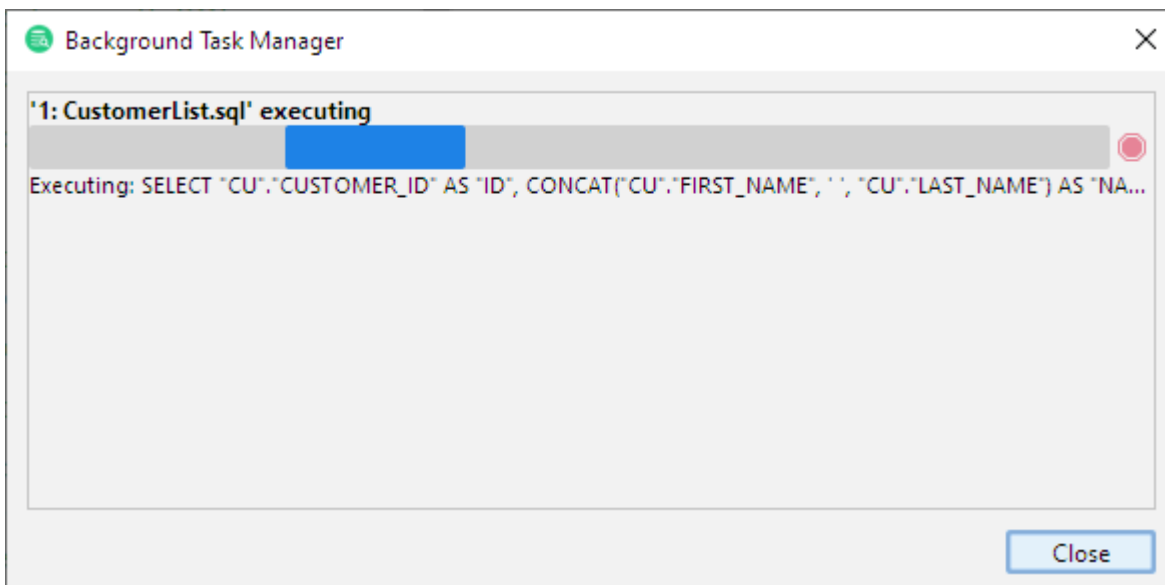 Background Task Manager
'1: CustomerList.sql' executing
Executing: SELECT "CU"."CUSTOMER_ID" AS "ID", CONCAT("CU"."FIRST_NAME", ' ', "CU"."LAST_NAME") AS "NA...
Close